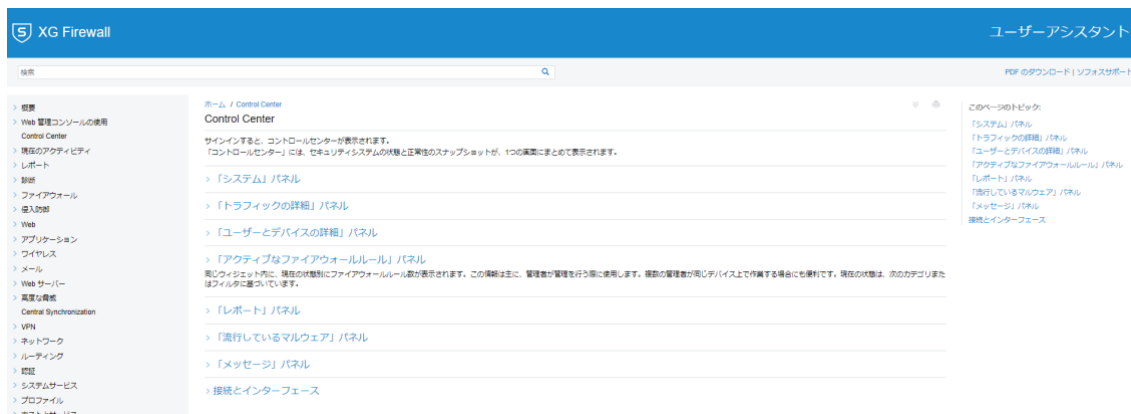 XG Firewall
ユーザーアシスタント
検索
PDF のダウンロード | ソフォスサポート
概要
Web 管理コンソールの使用
Control Center
現在のアクティビティ
レポート
診断
ファイアウォール
侵入防御
Web
アプリケーション
ワイヤレス
メール
Web サーバー
高度な脅威
Central Synchronization
VPN
ネットワーク
ルーティング
認証
システムサービス
プロファイル
ホーム / Control Center
Control Center
サインインすると、コントロールセンターが表示されます。
「コントロールセンター」には、セキュリティシステムの状態と正常性のスナップショットが、1つの画面にまとめて表示されます。
> 「システム」パネル
> 「トラフィックの詳細」パネル
> 「ユーザーとデバイスの詳細」パネル
> 「アクティブなファイアウォールルール」パネル
同じウィジェット内に、現在の状態別にファイアウォールルール数が表示されます。この情報は主に、管理者が管理を行う際に使用します。複数の管理者が同じデバイス上で作業する場合にも便利です。現在の状態は、次のカテゴリまた
はフィルタに基づいています。
> 「レポート」パネル
> 「流行しているマルウェア」パネル
> 「メッセージ」パネル
> 接続とインターフェース
このページのトピック:
「システム」パネル
「トラフィックの詳細」パネル
「ユーザーとデバイスの詳細」パネル
「アクティブなファイアウォールルール」パネル
「レポート」パネル
「流行しているマルウェア」パネル
「メッセージ」パネル
接続とインターフェース